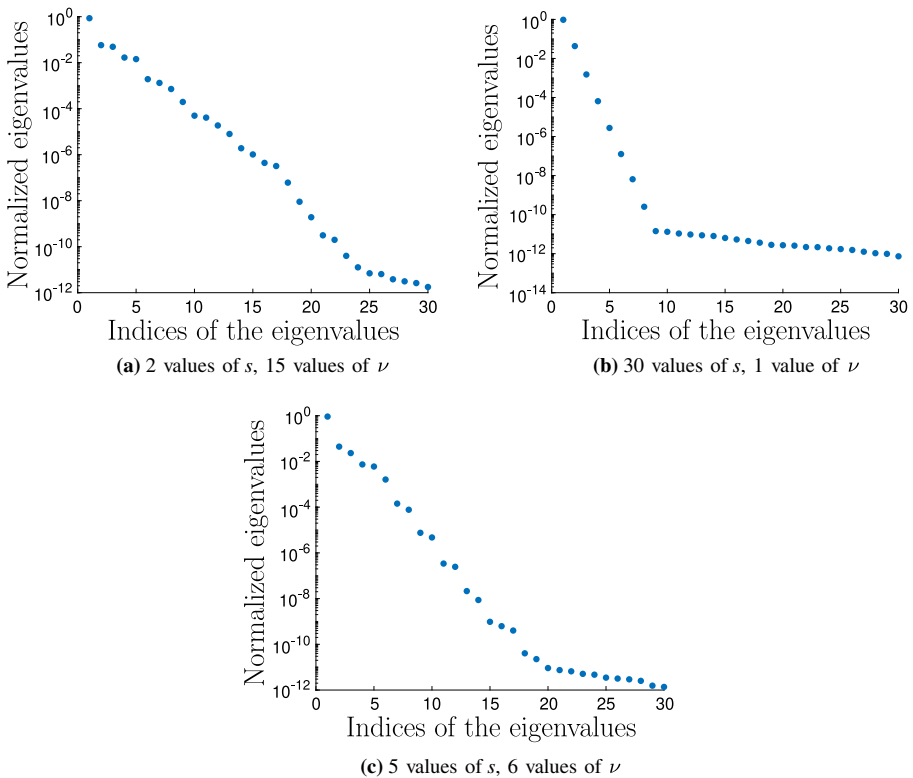 Normalized eigenvalues
10^0
10^-2
10^-4
10^-6
10^-8
10^-10
10^-12
0 5 10 15 20 25 30
Indices of the eigenvalues
(a) 2 values of s, 15 values of ν
Normalized eigenvalues
10^0
10^-2
10^-4
10^-6
10^-8
10^-10
10^-12
10^-14
0 5 10 15 20 25 30
Indices of the eigenvalues
(b) 30 values of s, 1 value of ν
Normalized eigenvalues
10^0
10^-2
10^-4
10^-6
10^-8
10^-10
10^-12
0 5 10 15 20 25 30
Indices of the eigenvalues
(c) 5 values of s, 6 values of ν